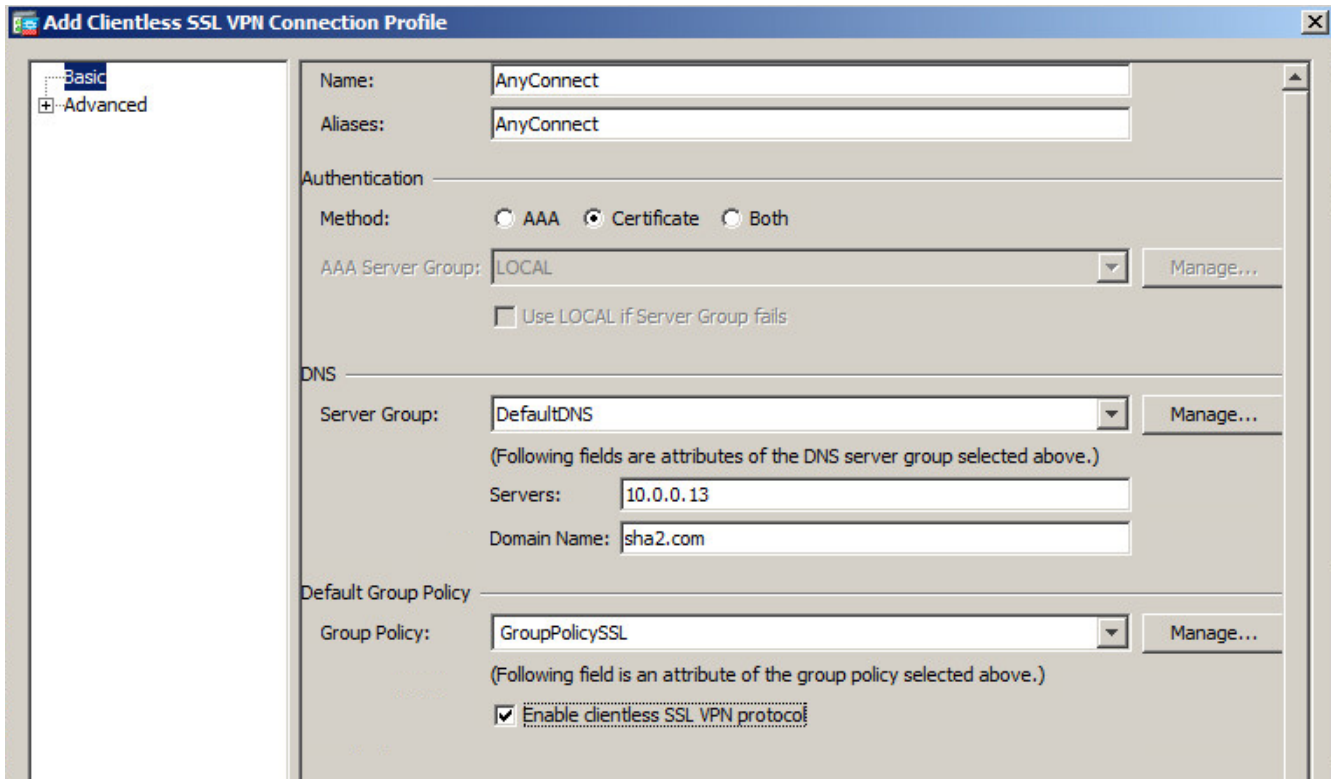 Add Clientless SSL VPN Connection Profile
Basic
Advanced
Name: AnyConnect
Aliases: AnyConnect
Authentication
Method: AAA Certificate Both
AAA Server Group: LOCAL Manage...
Use LOCAL if Server Group fails
DNS
Server Group: DefaultDNS Manage...
(Following fields are attributes of the DNS server group selected above.)
Servers: 10.0.0.13
Domain Name: sha2.com
Default Group Policy
Group Policy: GroupPolicySSL Manage...
(Following field is an attribute of the group policy selected above.)
Enable clientless SSL VPN protocol